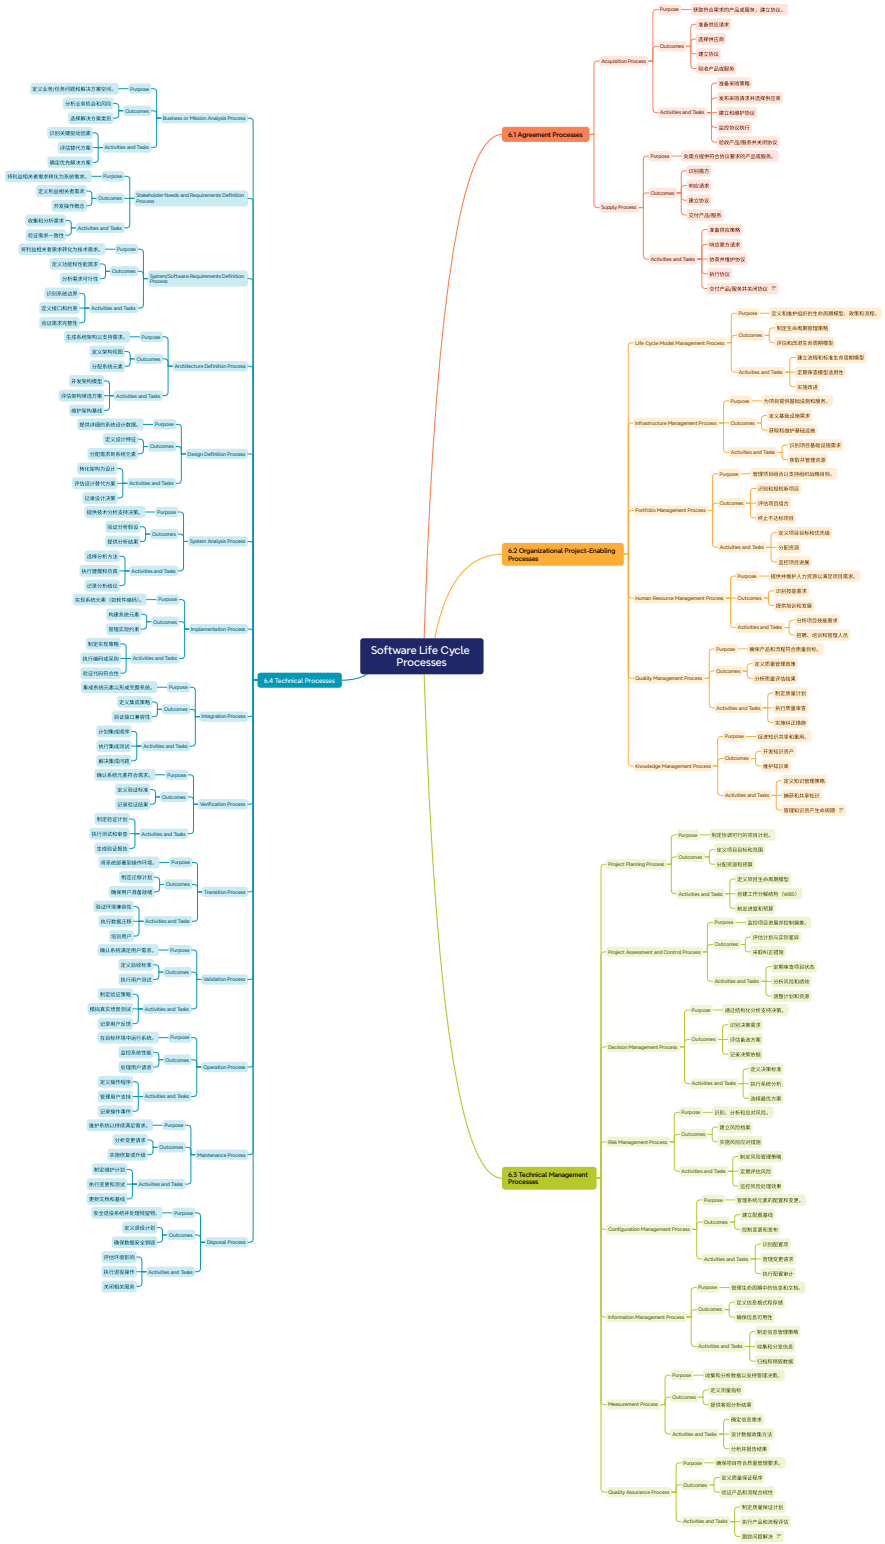 Software Life Cycle
Processes
6.1 Agreement Processes
Acquisition Process
Purpose
获取符合需求的产品或服务，建立协议。
Outcomes
准备供应请求
选择供应商
建立协议
验收产品或服务
Activities and Tasks
准备采购策略
发布采购请求并选择供应商
建立和维护协议
监控协议执行
验收产品/服务并关闭协议
Supply Process
Purpose
向需方提供符合协议要求的产品或服务。
Outcomes
识别需方
响应请求
建立协议
交付产品/服务
Activities and Tasks
准备供应策略
响应需方请求
协商并维护协议
执行协议
交付产品/服务并关闭协议
6.2 Organizational Project-Enabling
Processes
Life Cycle Model Management Process
Purpose
定义和维护组织的生命周期模型、政策和流程。
Outcomes
制定生命周期管理策略
评估和改进生命周期模型
Activities and Tasks
建立流程和标准生命周期模型
定期审查模型适用性
实施改进
Infrastructure Management Process
Purpose
为项目提供基础设施和服务。
Outcomes
定义基础设施需求
获取和维护基础设施
Activities and Tasks
识别项目基础设施需求
获取并管理资源
Portfolio Management Process
Purpose
管理项目组合以支持组织战略目标。
Outcomes
识别和授权新项目
评估项目组合
终止不达标项目
Activities and Tasks
定义项目目标和优先级
分配资源
监控项目进展
Human Resource Management Process
Purpose
提供并维护人力资源以满足项目需求。
Outcomes
识别技能需求
提供培训和发展
Activities and Tasks
分析项目技能需求
招聘、培训和管理人员
Quality Management Process
Purpose
确保产品和流程符合质量目标。
Outcomes
定义质量管理政策
分析质量评估结果
Activities and Tasks
制定质量计划
执行质量审查
实施纠正措施
Knowledge Management Process
Purpose
促进知识共享和重用。
Outcomes
开发知识资产
维护知识库
Activities and Tasks
定义知识管理策略
捕获和共享知识
管理知识资产生命周期
6.3 Technical Management
Processes
Project Planning Process
Purpose
制定协调可行的项目计划。
Outcomes
定义项目目标和范围
分配资源和预算
Activities and Tasks
定义项目生命周期模型
创建工作分解结构（WBS）
制定进度和预算
Project Assessment and Control Process
Purpose
监控项目进展并控制偏差。
Outcomes
评估计划与实际差异
采取纠正措施
Activities and Tasks
定期审查项目状态
分析风险和绩效
调整计划和资源
Decision Management Process
Purpose
通过结构化分析支持决策。
Outcomes
识别决策需求
评估备选方案
记录决策依据
Activities and Tasks
定义决策标准
执行系统分析
选择最优方案
Risk Management Process
Purpose
识别、分析和应对风险。
Outcomes
建立风险档案
实施风险应对措施
Activities and Tasks
制定风险管理策略
定期评估风险
监控风险处理效果
Configuration Management Process
Purpose
管理系统元素的配置和变更。
Outcomes
建立配置基线
控制变更和发布
Activities and Tasks
识别配置项
管理变更请求
执行配置审计
Information Management Process
Purpose
管理生命周期中的信息和文档。
Outcomes
定义信息格式和存储
确保信息可用性
Activities and Tasks
制定信息管理策略
收集和分发信息
归档和销毁数据
Measurement Process
Purpose
收集和分析数据以支持管理决策。
Outcomes
定义测量指标
提供客观分析结果
Activities and Tasks
确定信息需求
设计数据收集方法
分析并报告结果
Quality Assurance Process
Purpose
确保项目符合质量管理要求。
Outcomes
定义质量保证程序
验证产品和流程合规性
Activities and Tasks
制定质量保证计划
执行产品和流程评估
跟踪问题解决
6.4 Technical Processes
Business or Mission Analysis Process
Purpose
定义业务/任务问题和解决方案空间。
Outcomes
分析业务机会和风险
选择解决方案类别
Activities and Tasks
识别关键驱动因素
评估替代方案
确定优先解决方案
Stakeholder Needs and Requirements Definition
Process
Purpose
将利益相关者需求转化为系统需求。
Outcomes
定义利益相关者需求
开发操作概念
Activities and Tasks
收集和分析需求
验证需求一致性
System/Software Requirements Definition
Process
Purpose
将利益相关者需求转化为技术需求。
Outcomes
定义功能和性能需求
分析需求可行性
Activities and Tasks
识别系统边界
定义接口和约束
验证需求完整性
Architecture Definition Process
Purpose
生成系统架构以支持需求。
Outcomes
定义架构视图
分配系统元素
Activities and Tasks
开发架构模型
评估架构候选方案
维护架构基线
Design Definition Process
Purpose
提供详细的系统设计数据。
Outcomes
定义设计特征
分配需求到系统元素
Activities and Tasks
转化架构为设计
评估设计替代方案
记录设计决策
System Analysis Process
Purpose
提供技术分析支持决策。
Outcomes
验证分析假设
提供分析结果
Activities and Tasks
选择分析方法
执行建模和仿真
记录分析结论
Implementation Process
Purpose
实现系统元素（如软件编码）。
Outcomes
构建系统元素
管理实现约束
Activities and Tasks
制定实现策略
执行编码或采购
验证代码符合性
Integration Process
Purpose
集成系统元素以形成完整系统。
Outcomes
定义集成策略
验证接口兼容性
Activities and Tasks
计划集成顺序
执行集成测试
解决集成问题
Verification Process
Purpose
确认系统元素符合需求。
Outcomes
定义验证标准
记录验证结果
Activities and Tasks
制定验证计划
执行测试和审查
生成验证报告
Transition Process
Purpose
将系统部署到操作环境。
Outcomes
制定迁移计划
确保用户准备就绪
Activities and Tasks
验证环境兼容性
执行数据迁移
培训用户
Validation Process
Purpose
确认系统满足用户需求。
Outcomes
定义验收标准
执行用户测试
Activities and Tasks
制定验证策略
模拟真实场景测试
记录用户反馈
Operation Process
Purpose
在目标环境中运行系统。
Outcomes
监控系统性能
处理用户请求
Activities and Tasks
定义操作程序
管理用户支持
记录操作事件
Maintenance Process
Purpose
维护系统以持续满足需求。
Outcomes
分析变更请求
实施修复或升级
Activities and Tasks
制定维护计划
执行变更和测试
更新文档和基线
Disposal Process
Purpose
安全退役系统并处理残留物。
Outcomes
定义退役计划
确保数据安全销毁
Activities and Tasks
评估环境影响
执行退役操作
关闭相关服务